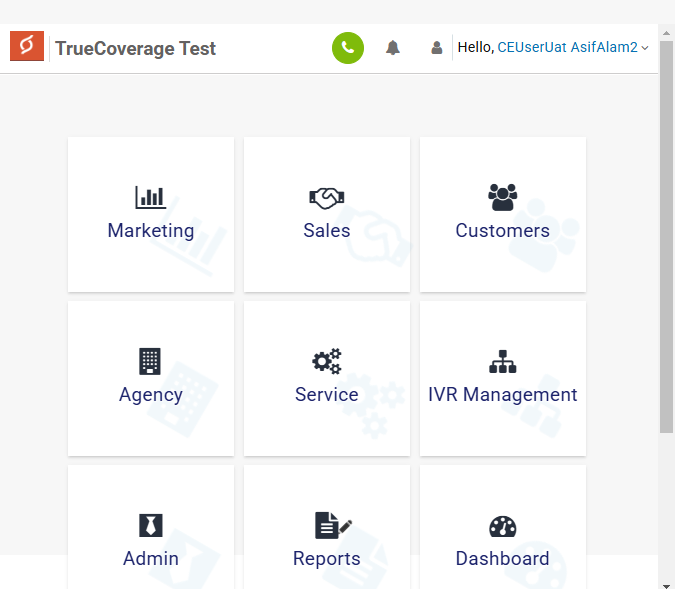 TrueCoverage Test
Hello, CEUserUat AsifAlam2
Marketing
Sales
Customers
Agency
Service
IVR Management
Admin
Reports
Dashboard